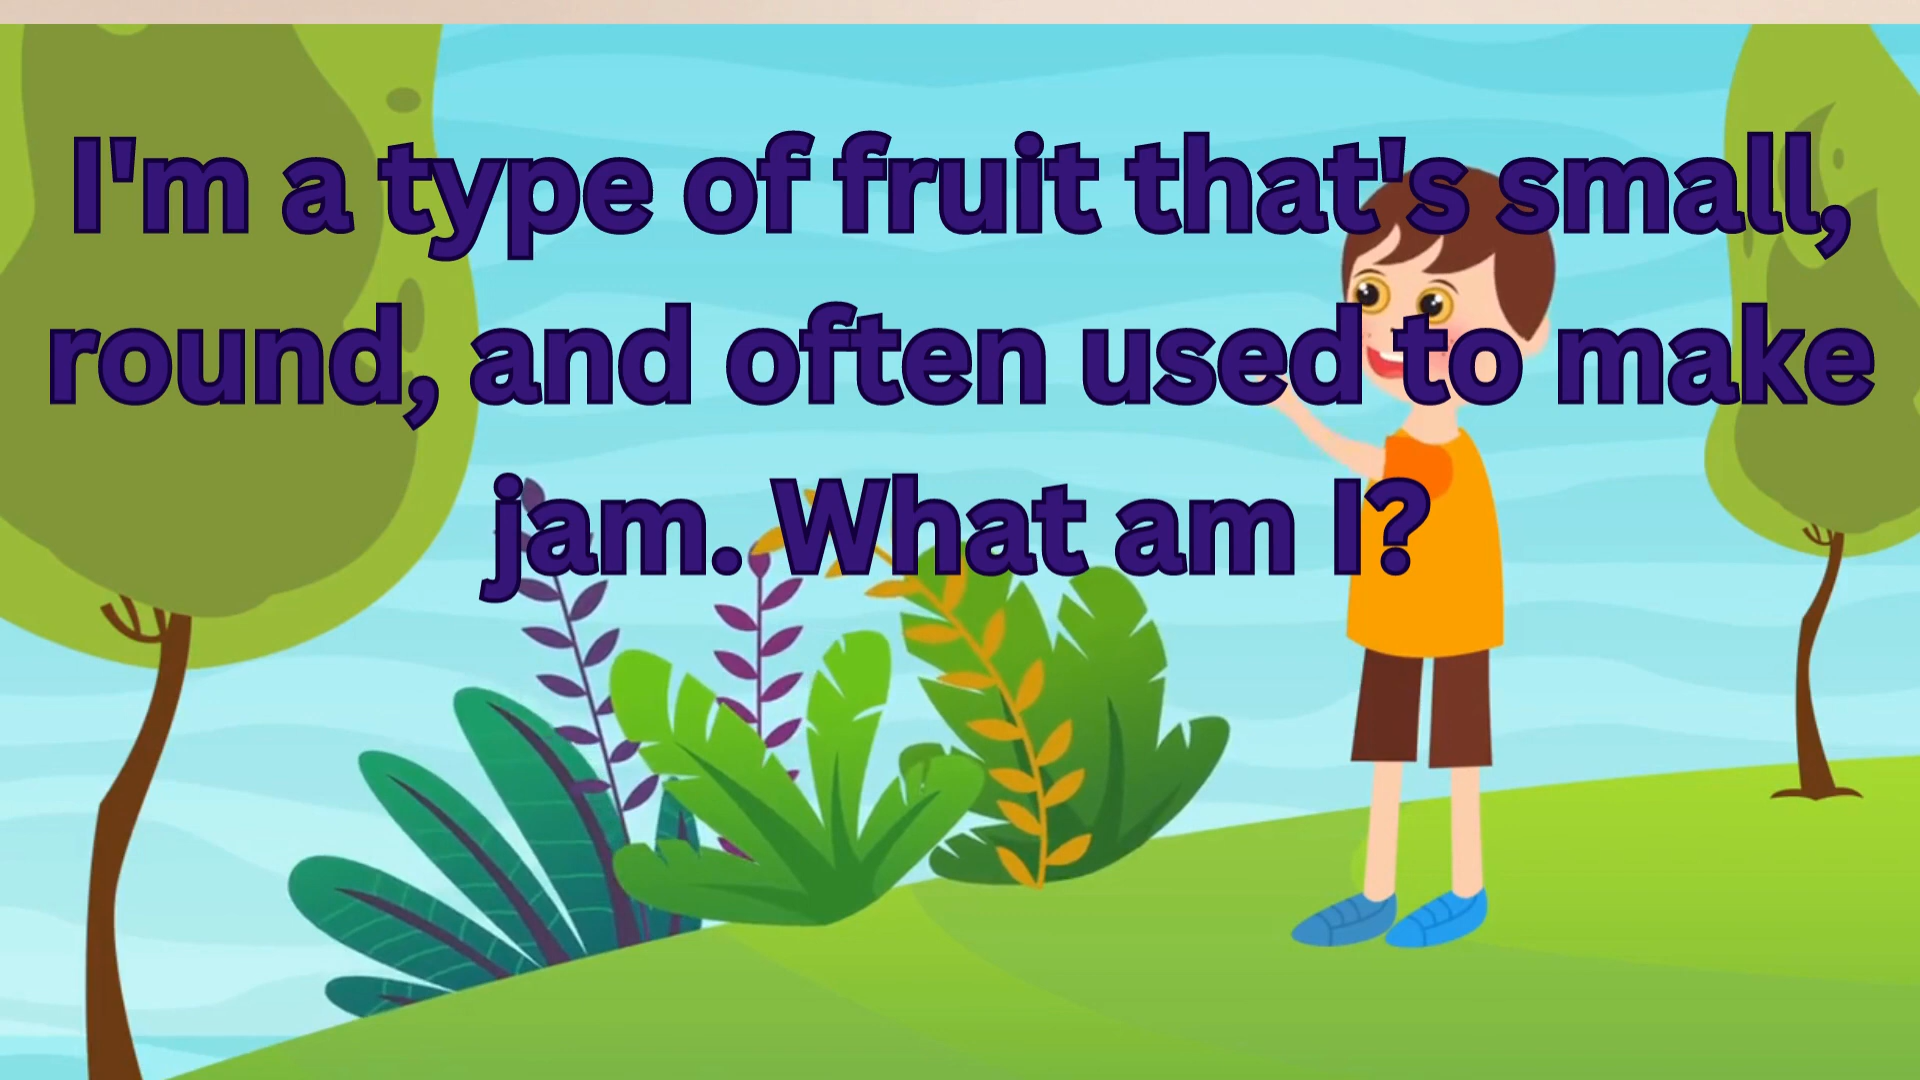 I'm a type of fruit that's small,
round, and often used to make
jam. What am I?